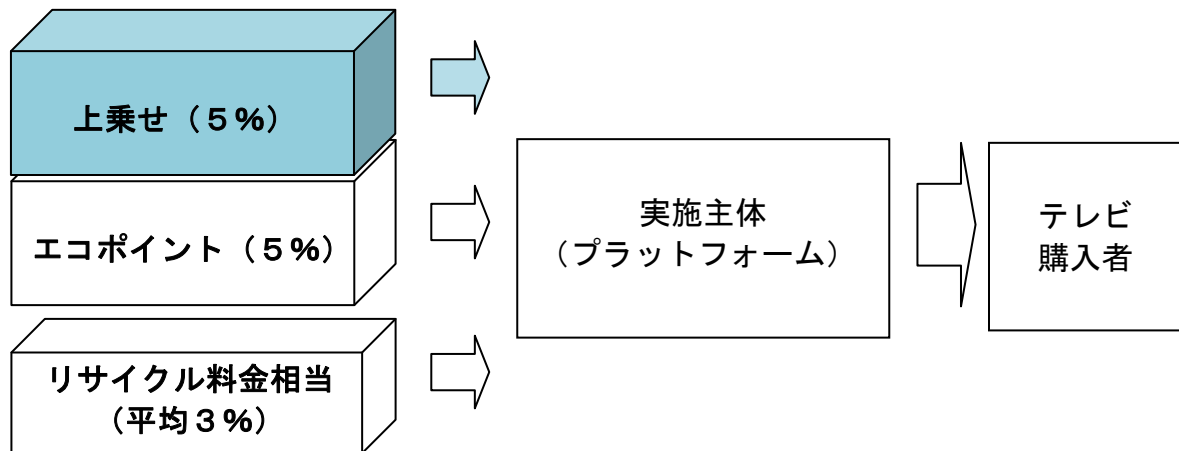 上乗せ（５%）
エコポイント（５%）
リサイクル料金相当
（平均３%）
実施主体
（プラットフォーム）
テレビ
購入者